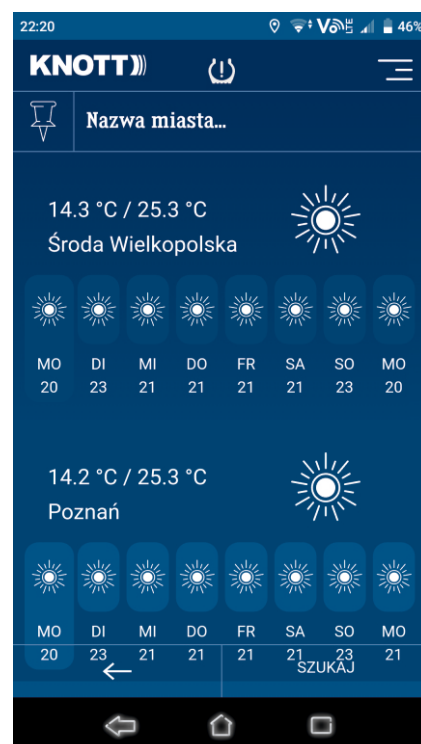 22:20 VoLTE 46%
KNOTT
Nazwa miasta...
14.3 °C / 25.3 °C
Środa Wielkopolska
MO DI MI DO FR SA SO MO
20 23 21 21 21 21 23 20
14.2 °C / 25.3 °C
Poznań
MO DI MI DO FR SA SO MO
20 23 21 21 21 21 23 21
SZUKAJ